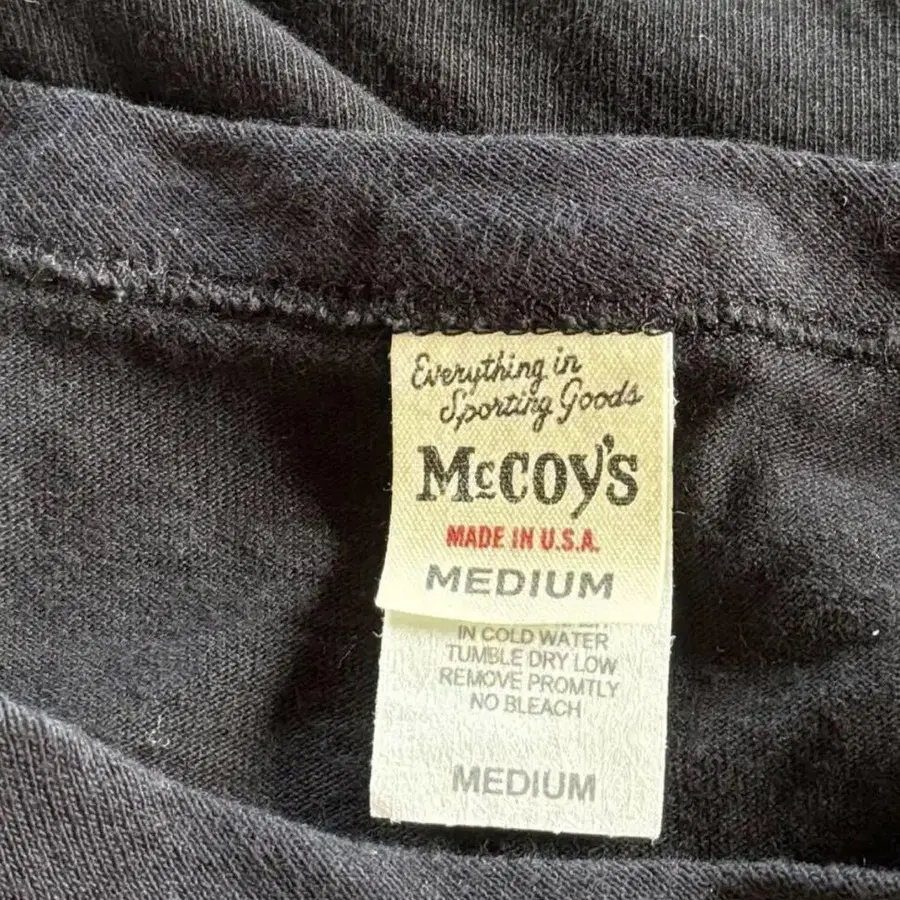 Everything in
Sporting Goods
McCOY'S
MADE IN U.S.A.
MEDIUM
IN COLD WATER
TUMBLE DRY LOW
REMOVE PROMTLY
NO BLEACH
MEDIUM